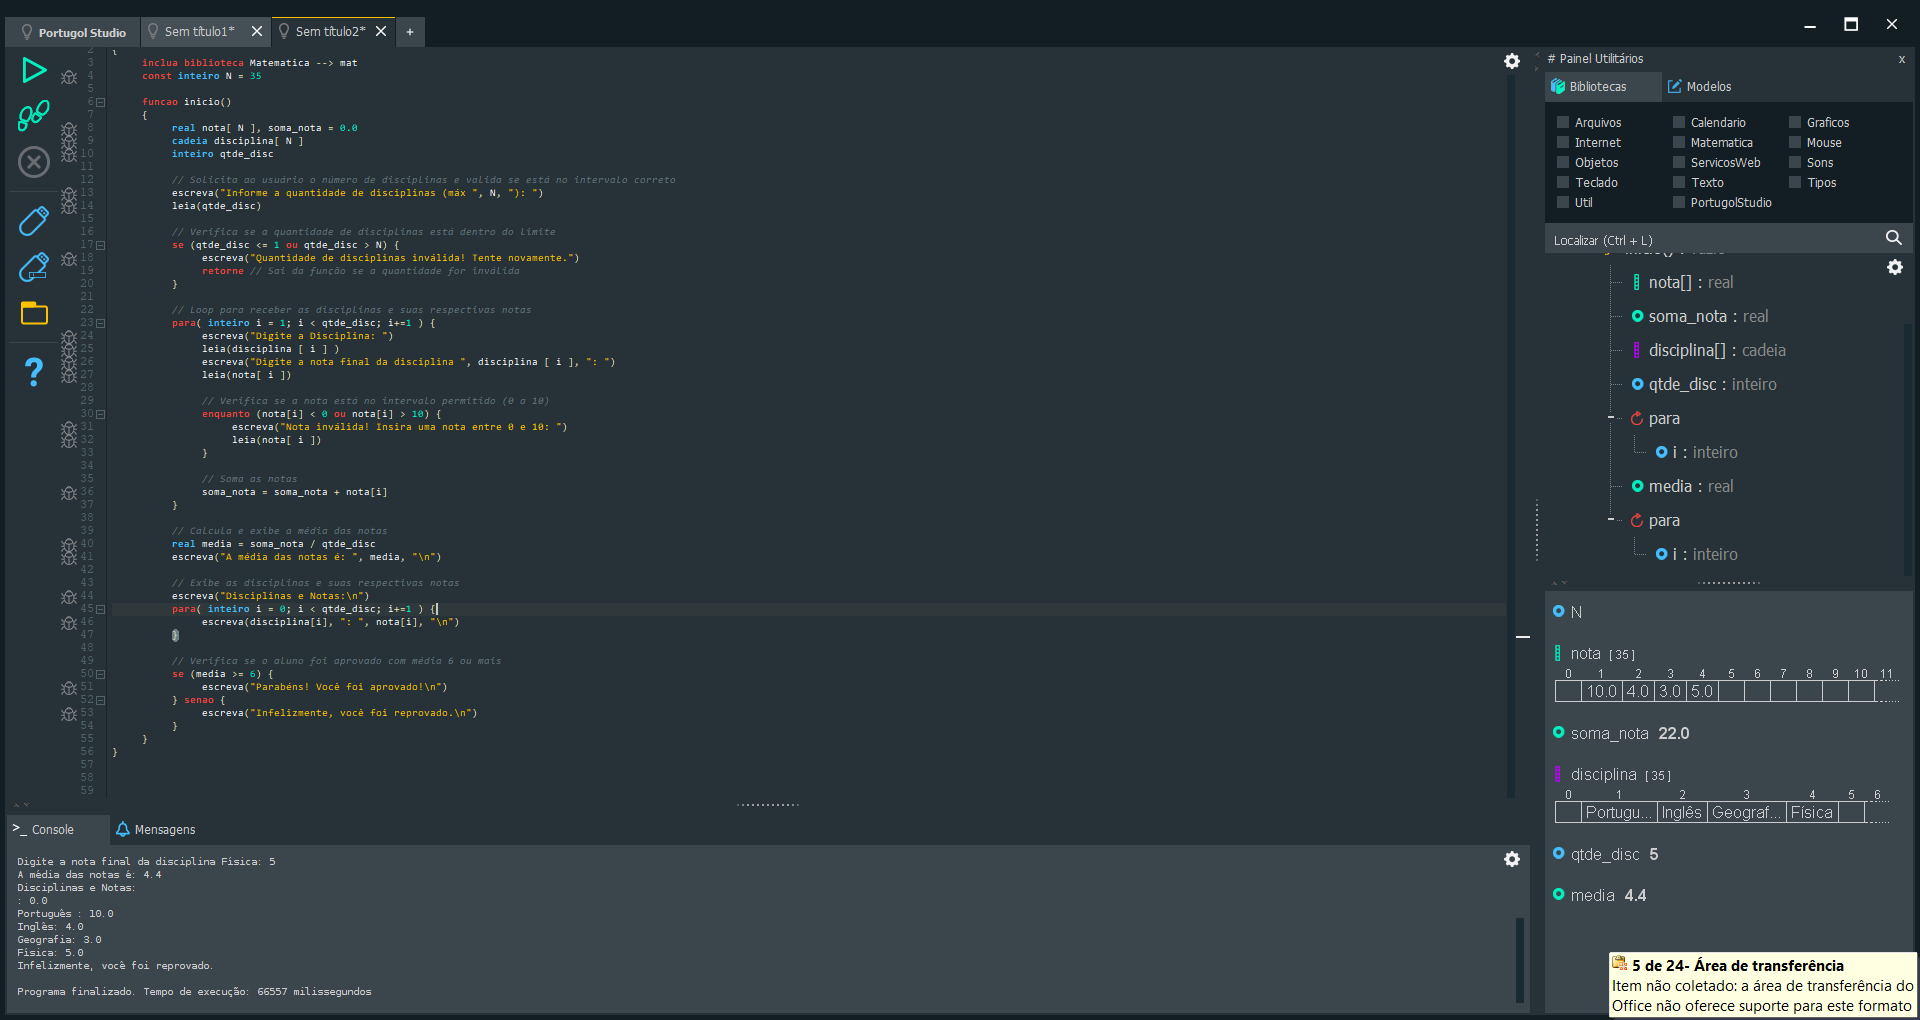 Portugol Studio
Sem título1*
Sem título2*
+
2 {
3 inclua biblioteca Matematica --> mat
4 const inteiro N = 35
5
6 funcao inicio()
7 {
8 real nota[ N ], soma_nota = 0.0
9 cadeia disciplina[ N ]
10 inteiro qtde_disc
11
12 // Solicita ao usuário o número de disciplinas e valida se está no intervalo correto
13 escreva("Informe a quantidade de disciplinas (máx ", N, "): ")
14 leia(qtde_disc)
15
16 // Verifica se a quantidade de disciplinas está dentro do limite
17 se (qtde_disc <= 1 ou qtde_disc > N) {
18 escreva("Quantidade de disciplinas inválida! Tente novamente.")
19 retorne // Sai da função se a quantidade for inválida
20 }
21
22 // Loop para receber as disciplinas e suas respectivas notas
23 para( inteiro i = 1; i < qtde_disc; i+=1 ) {
24 escreva("Digite a Disciplina: ")
25 leia(disciplina [ i ] )
26 escreva("Digite a nota final da disciplina ", disciplina [ i ], ": ")
27 leia(nota[ i ])
28
29 // Verifica se a nota está no intervalo permitido (0 a 10)
30 enquanto (nota[i] < 0 ou nota[i] > 10) {
31 escreva("Nota inválida! Insira uma nota entre 0 e 10: ")
32 leia(nota[ i ])
33 }
34
35 // Soma as notas
36 soma_nota = soma_nota + nota[i]
37 }
38
39 // Calcula e exibe a média das notas
40 real media = soma_nota / qtde_disc
41 escreva("A média das notas é: ", media, "\n")
42
43 // Exibe as disciplinas e suas respectivas notas
44 escreva("Disciplinas e Notas:\n")
45 para( inteiro i = 0; i < qtde_disc; i+=1 ) {
46 escreva(disciplina[i], ": ", nota[i], "\n")
47 }
48
49 // Verifica se o aluno foi aprovado com média 6 ou mais
50 se (media >= 6) {
51 escreva("Parabéns! Você foi aprovado!\n")
52 } senao {
53 escreva("Infelizmente, você foi reprovado.\n")
54 }
55 }
56 }
57
58
59
>_ Console
Mensagens
Digite a nota final da disciplina Física: 5
A média das notas é: 4.4
Disciplinas e Notas:
: 0.0
Português : 10.0
Inglês: 4.0
Geografia: 3.0
Física: 5.0
Infelizmente, você foi reprovado.
Programa finalizado. Tempo de execução: 66557 milissegundos
# Painel Utilitários
x
Bibliotecas
Modelos
Arquivos Calendario Graficos
Internet Matematica Mouse
Objetos ServicosWeb Sons
Teclado Texto Tipos
Util PortugolStudio
Localizar (Ctrl + L)
nota[] : real
soma_nota : real
disciplina[] : cadeia
qtde_disc : inteiro
para
i : inteiro
media : real
para
i : inteiro
N
nota [35]
0 1 2 3 4 5 6 7 8 9 10 11
10.0 4.0 3.0 5.0
soma_nota 22.0
disciplina [35]
0 1 2 3 4 5 6
Portugu... Inglês Geograf... Física
qtde_disc 5
media 4.4
5 de 24- Área de transferência
Item não coletado: a área de transferência do
Office não oferece suporte para este formato